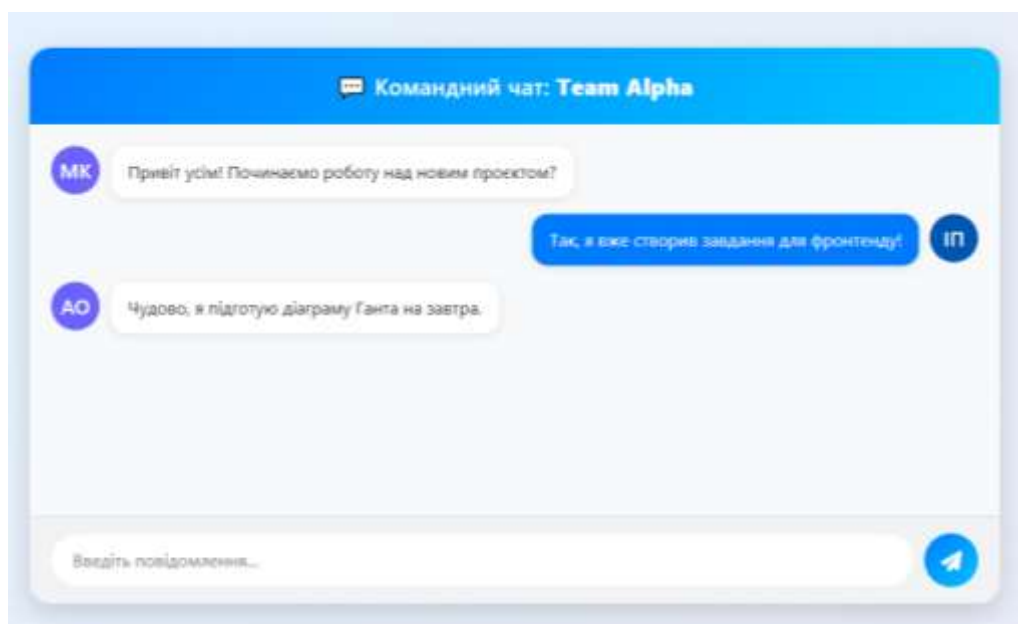 💬 Командний чат: Team Alpha
МК
Привіт усім! Починаємо роботу над новим проєктом?
Так, я вже створив завдання для фронтенду!
ІП
АО
Чудово, я підготую діаграму Ганта на завтра.
Введіть повідомлення...